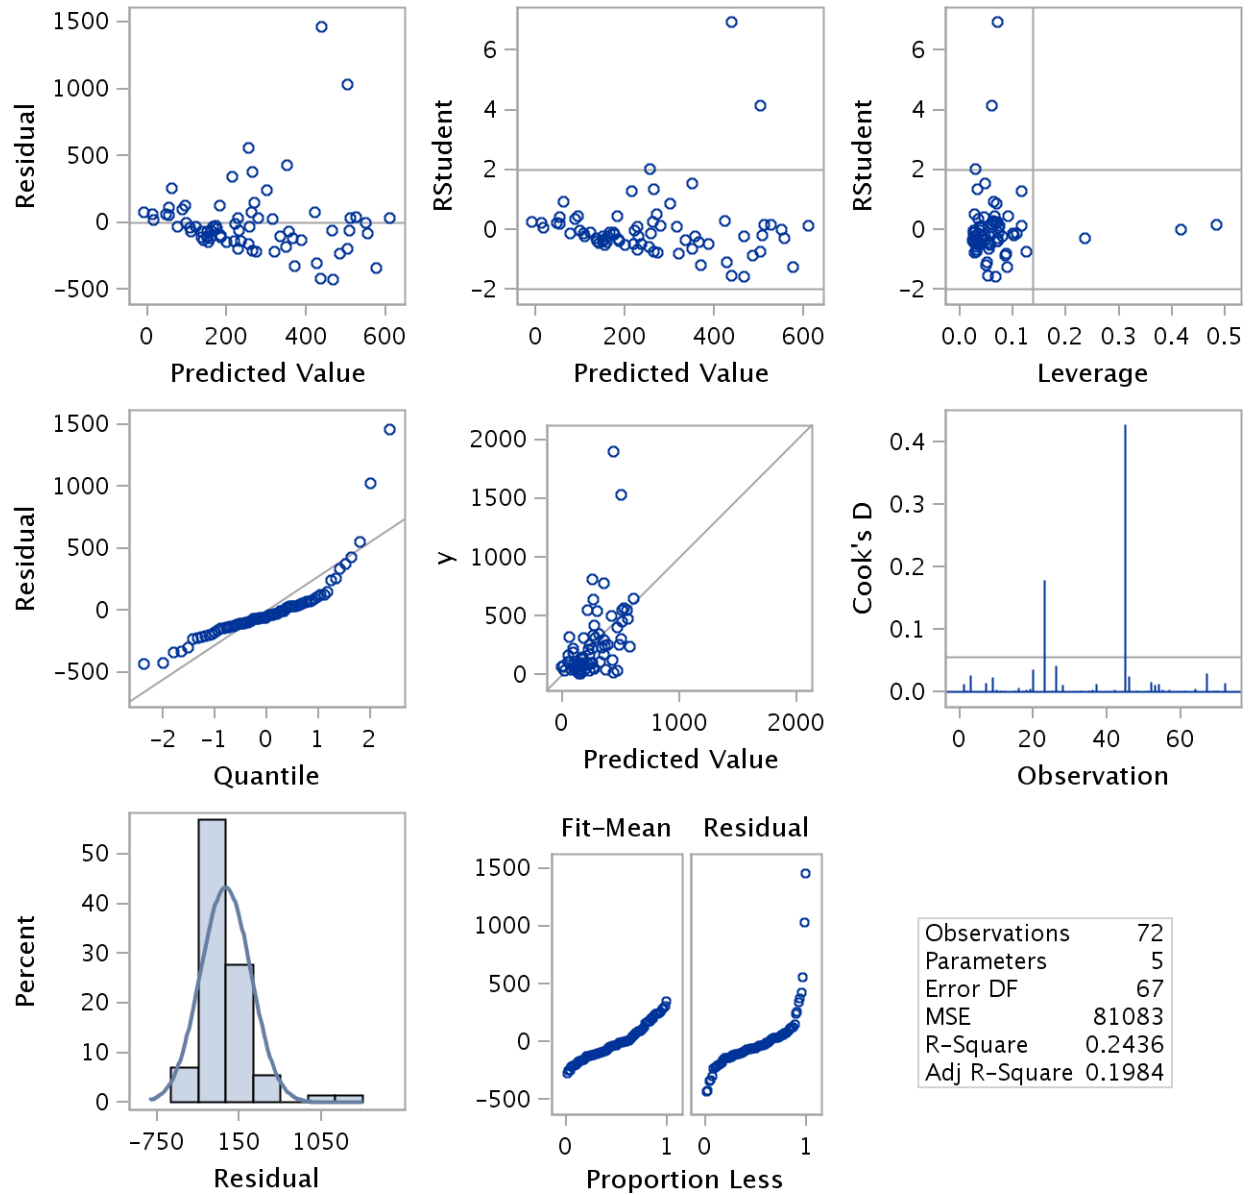 1500
1000
500
0
−500
Residual
0 200 400 600
Predicted Value
6
4
2
0
−2
RStudent
0 200 400 600
Predicted Value
6
4
2
0
−2
RStudent
0.0 0.1 0.2 0.3 0.4 0.5
Leverage
1500
1000
500
0
−500
Residual
−2 −1 0 1 2
Quantile
2000
1500
1000
500
0
y
0 1000 2000
Predicted Value
0.4
0.3
0.2
0.1
0.0
Cook's D
0 20 40 60
Observation
50
40
30
20
10
0
Percent
−750 150 1050
Residual
Fit−Mean Residual
1500
1000
500
0
−500
0 1 0 1
Proportion Less
Observations 72
Parameters 5
Error DF 67
MSE 81083
R−Square 0.2436
Adj R−Square 0.1984